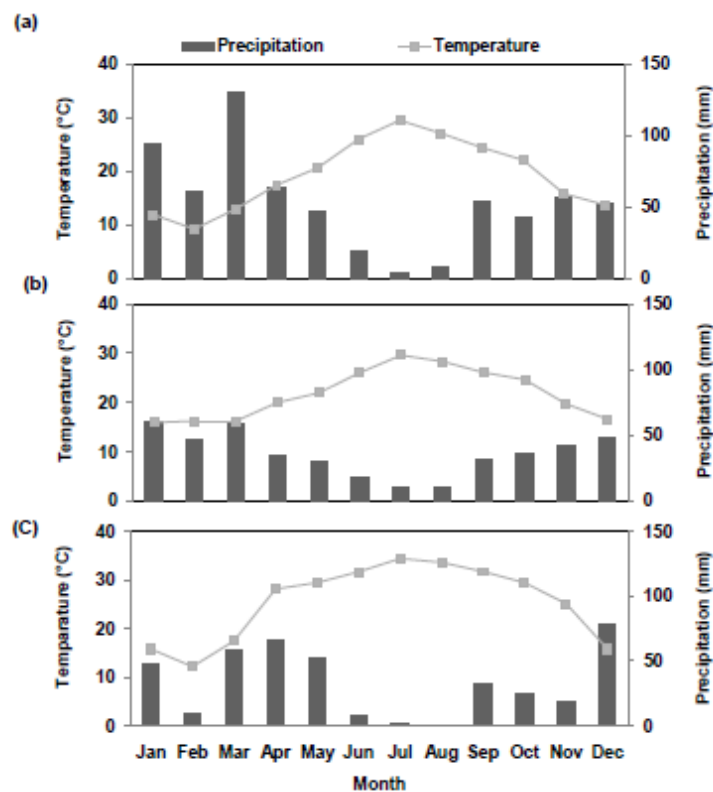 (a)
Precipitation Temperature
40 150
30
100
20
50
10
0 0
Temperature (°C)
Precipitation (mm)
(b)
40 150
30
100
20
50
10
0 0
Temperature (°C)
Precipitation (mm)
(C)
40 150
30
100
20
50
10
0 0
Temparature (°C)
Precipitation (mm)
Jan Feb Mar Apr May Jun Jul Aug Sep Oct Nov Dec
Month